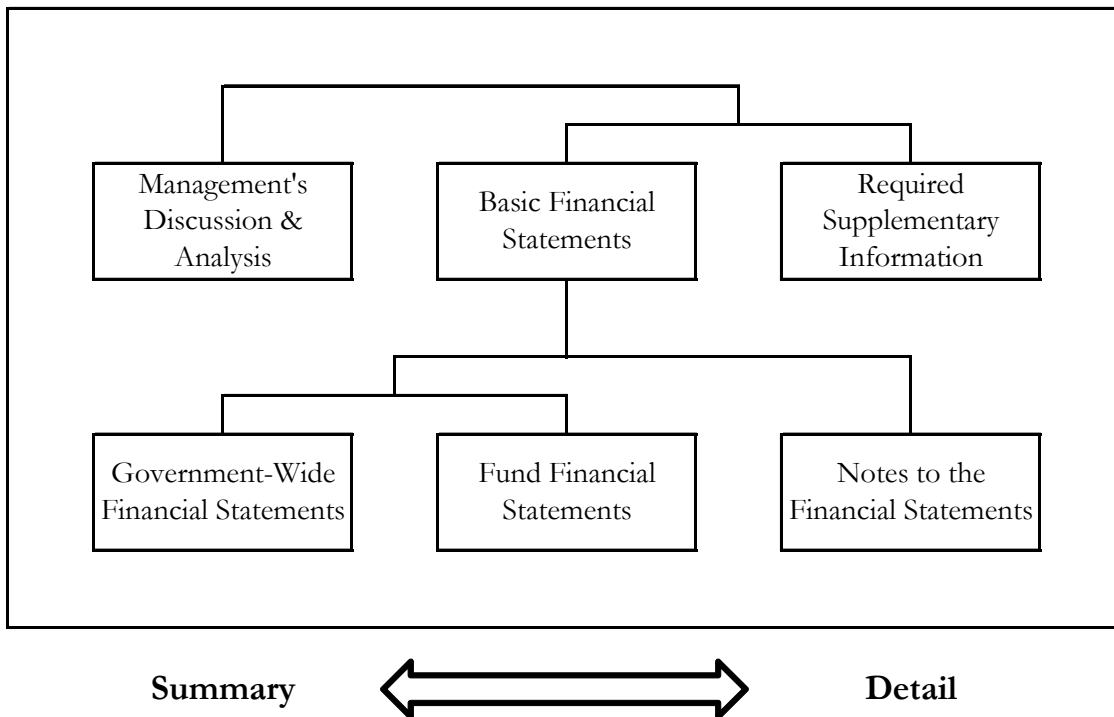 Management's
Discussion &
Analysis
Basic Financial
Statements
Required
Supplementary
Information
Government-Wide
Financial Statements
Fund Financial
Statements
Notes to the
Financial Statements
Summary
Detail